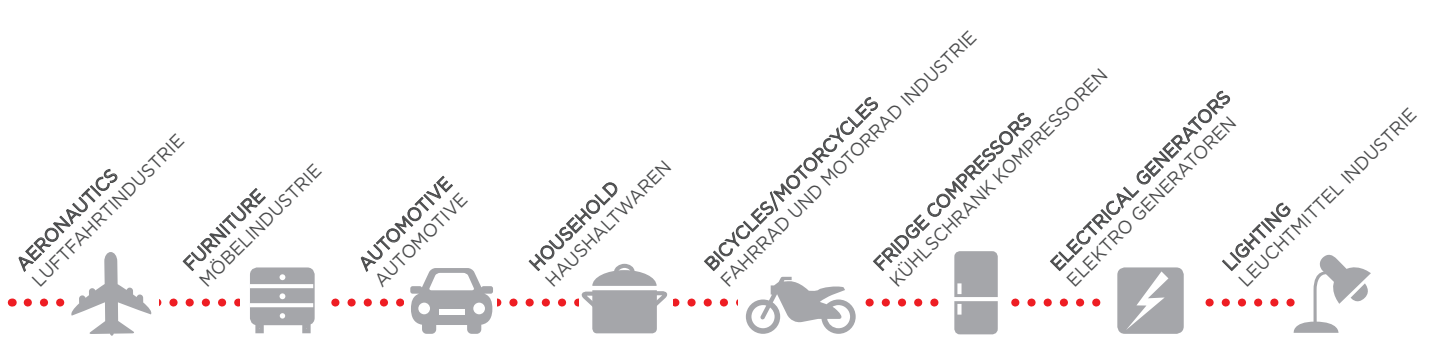 AERONAUTICS
LUFTFAHRTINDUSTRIE
FURNITURE
MÖBELINDUSTRIE
AUTOMOTIVE
AUTOMOTIVE
HOUSEHOLD
HAUSHALTWAREN
BICYCLES/MOTORCYCLES
FAHRRAD UND MOTORRAD INDUSTRIE
FRIDGE COMPRESSORS
KÜHLSCHRANK KOMPRESSOREN
ELECTRICAL GENERATORS
ELEKTRO GENERATOREN
LIGHTING
LEUCHTMITTEL INDUSTRIE